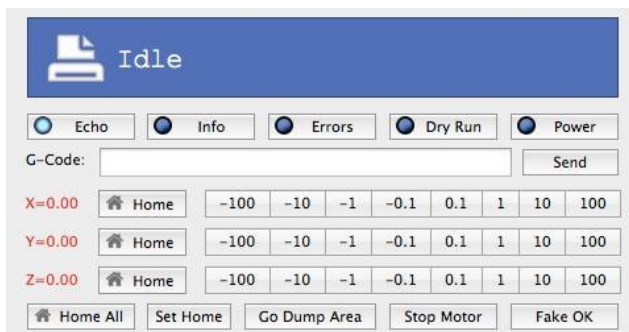 Idle
Echo Info Errors Dry Run Power
G-Code: Send
X=0.00 Home -100 -10 -1 -0.1 0.1 1 10 100
Y=0.00 Home -100 -10 -1 -0.1 0.1 1 10 100
Z=0.00 Home -100 -10 -1 -0.1 0.1 1 10 100
Home All Set Home Go Dump Area Stop Motor Fake OK